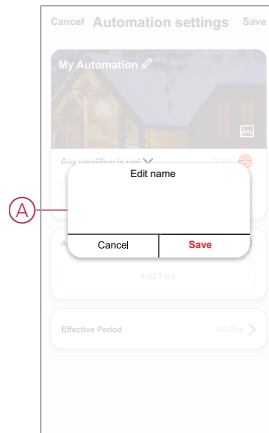 Cancel Automation settings Save
My Automation
Any condition is met
Edit name
A
Cancel Save
Add Task
Effective Period All-Day